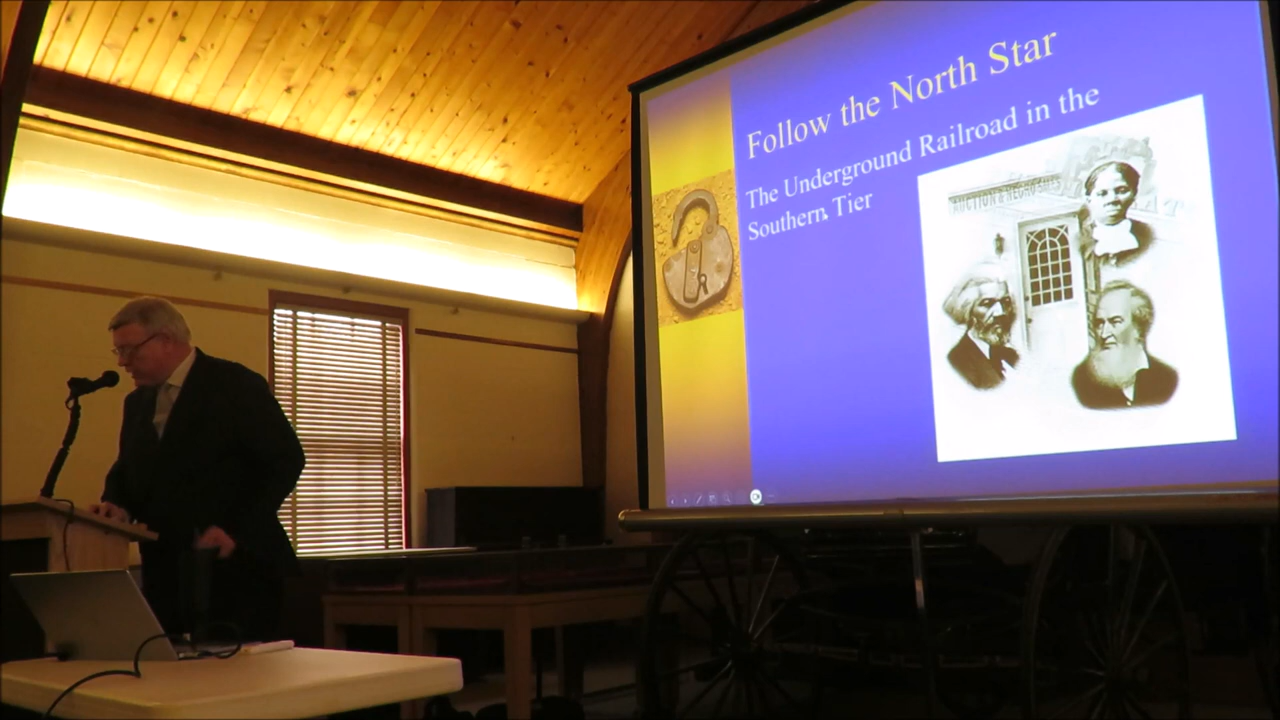 Follow the North Star
The Underground Railroad in the
Southern Tier
AUCTION & NEGRO SALES